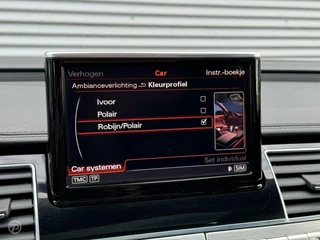 Verhogen Car Instr.-boekje
Ambianceverlichting Kleurprofiel
Ivoor
Polair
Robijn/Polair
Car systemen Set individual
TMC TP SIM